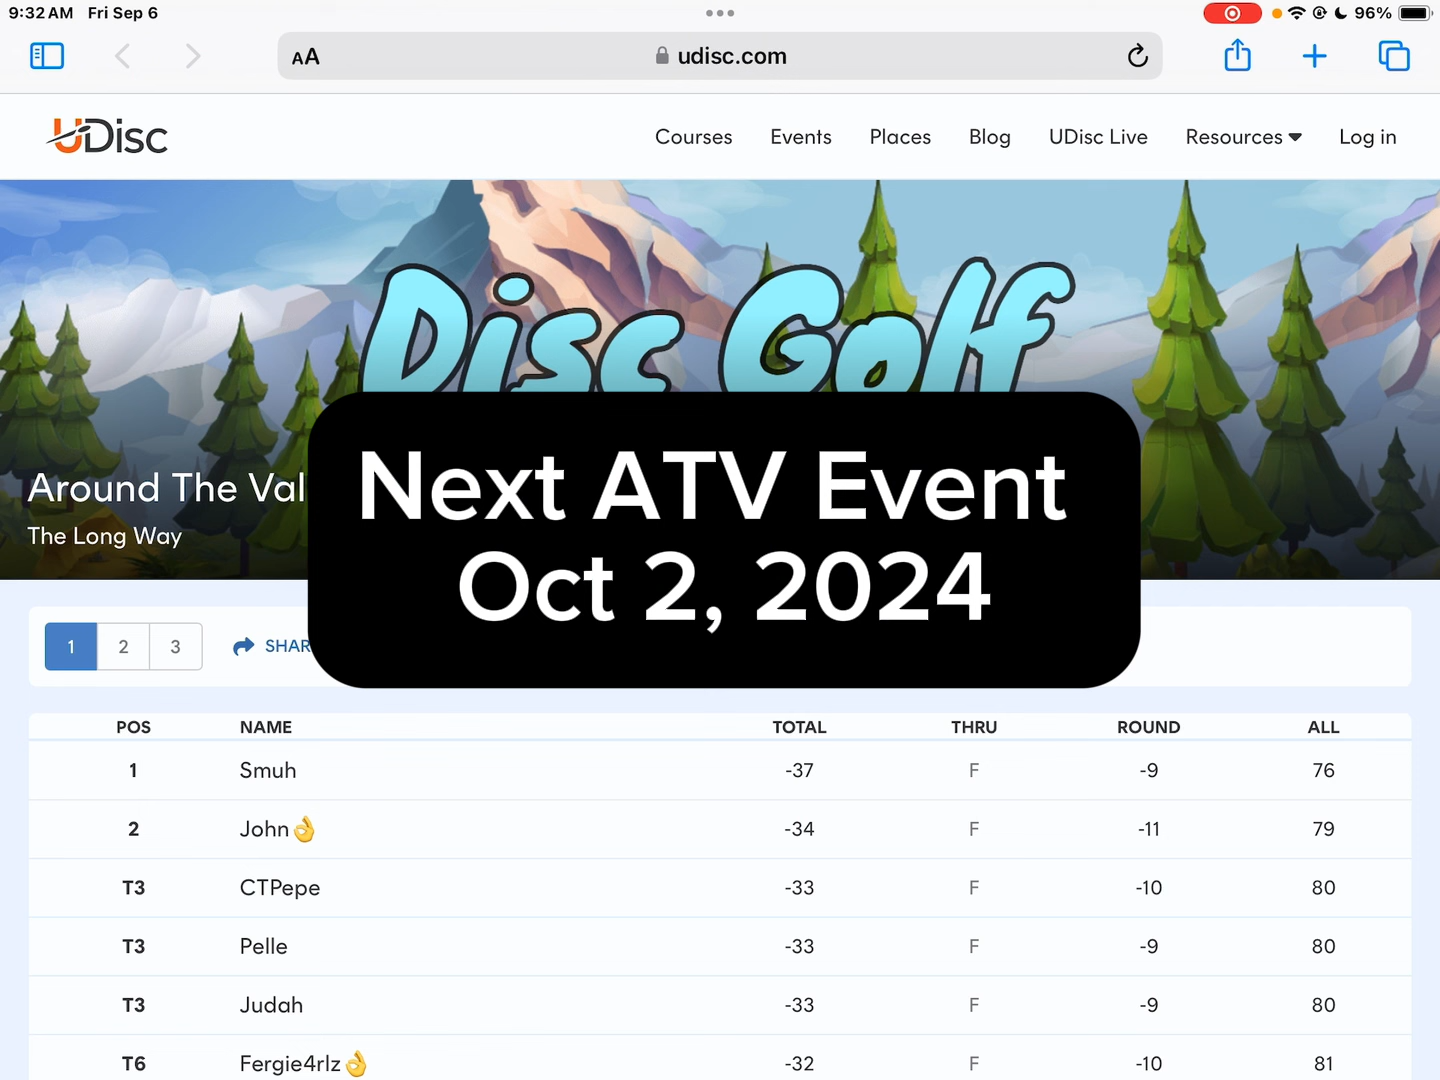 9:32 AM Fri Sep 6
96%
AA
udisc.com
UDisc
Courses Events Places Blog UDisc Live Resources Log in
Disc Golf
Next ATV Event
Oct 2, 2024
Around The Val
The Long Way
1 2 3 SHAR
POS NAME TOTAL THRU ROUND ALL
1 Smuh -37 F -9 76
2 John👌 -34 F -11 79
T3 CTPepe -33 F -10 80
T3 Pelle -33 F -9 80
T3 Judah -33 F -9 80
T6 Fergie4rlz👌 -32 F -10 81